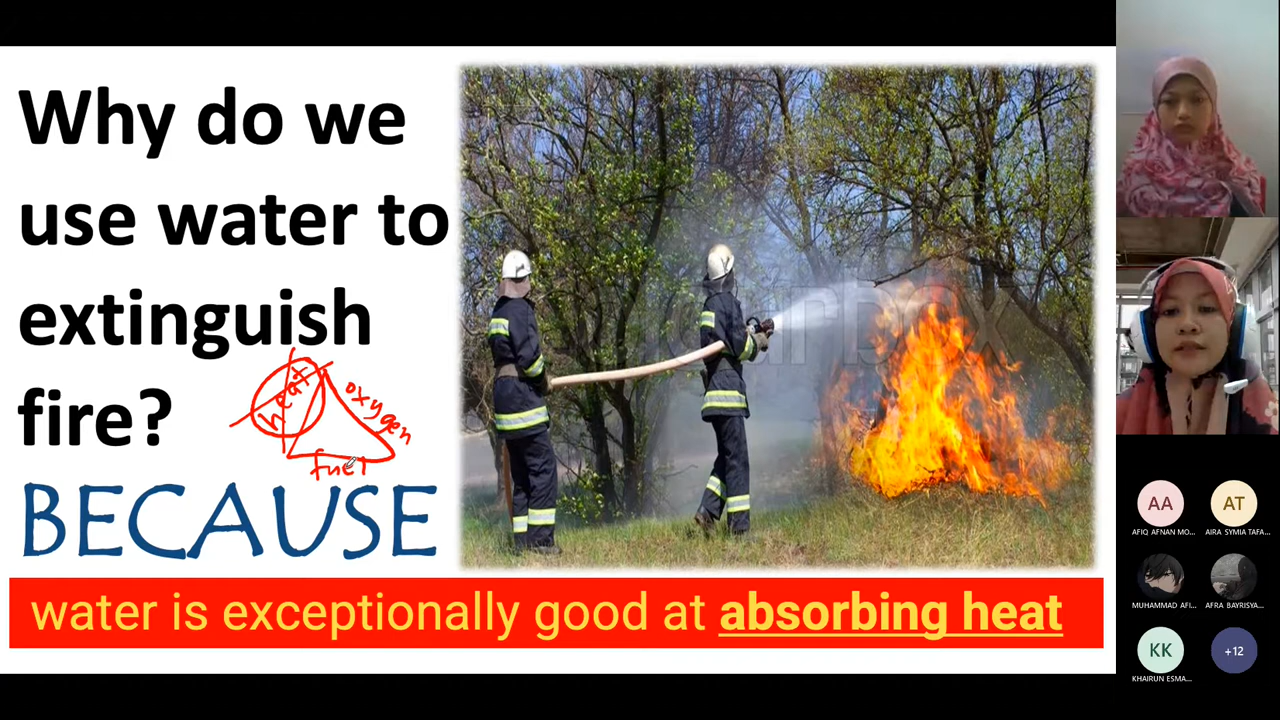 Why do we
use water to
extinguish
fire?
heat
oxygen
fuel
BECAUSE
water is exceptionally good at absorbing heat
AA
AT
AFIQ AFNAN MO...
AIRA SYMIA TAFA...
MUHAMMAD AFI...
AFRA BAYRISYA...
KK
+12
KHAIRUN ESMA...